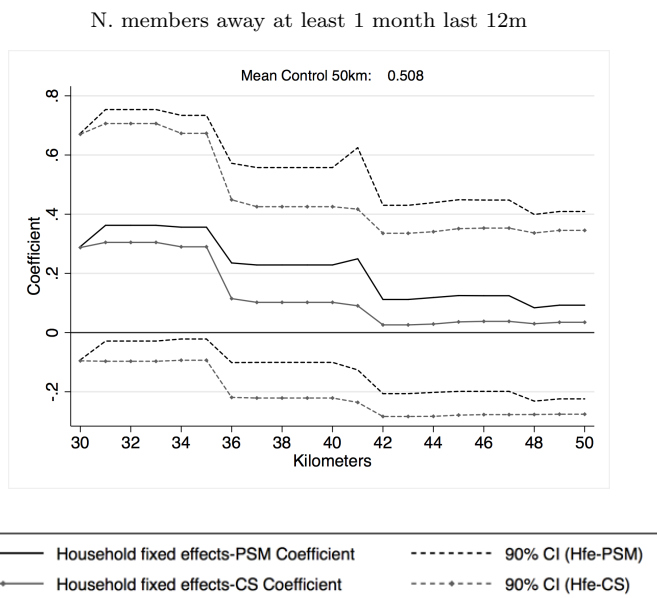 N. members away at least 1 month last 12m
Mean Control 50km: 0.508
.8
.6
.4
.2
0
-.2
Coefficient
30 32 34 36 38 40 42 44 46 48 50
Kilometers
Household fixed effects-PSM Coefficient 90% CI (Hfe-PSM)
Household fixed effects-CS Coefficient 90% CI (Hfe-CS)